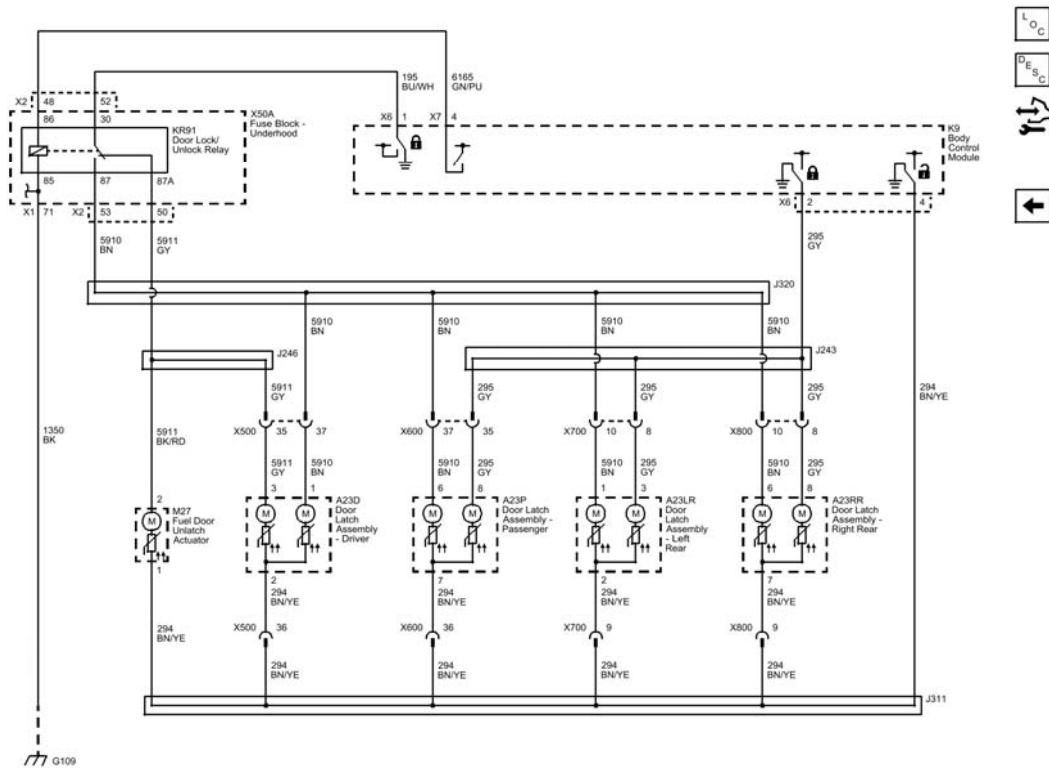 LOC
DESC
195
BU/WH
6165
GN/PU
X2 48 52
X50A
Fuse Block -
Underhood
86 30
KR91
Door Lock/
Unlock Relay
85 87 87A
X1 71 X2 53 50
X6 1 X7 4
K9
Body
Control
Module
X6 2 4
5910
BN
5911
GY
295
GY
J320
5910
BN
5910
BN
5910
BN
5910
BN
J246
J243
5911
GY
295
GY
295
GY
295
GY
294
BN/YE
1350
BK
5911
BK/RD
X500 35 37
X600 37 35
X700 10 8
X800 10 8
5911
GY
5910
BN
5910
BN
295
GY
5910
BN
295
GY
5910
BN
295
GY
2
M27
Fuel Door
Unlatch
Actuator
M
1
3 1
A23D
Door
Latch
Assembly
- Driver
M M
2
6 8
A23P
Door Latch
Assembly -
Passenger
M M
7
1 3
A23LR
Door
Latch
Assembly
- Left
Rear
M M
2
6 8
A23RR
Door Latch
Assembly -
Right Rear
M M
7
294
BN/YE
294
BN/YE
294
BN/YE
294
BN/YE
294
BN/YE
X500 36
X600 36
X700 9
X800 9
294
BN/YE
294
BN/YE
294
BN/YE
294
BN/YE
J311
G109